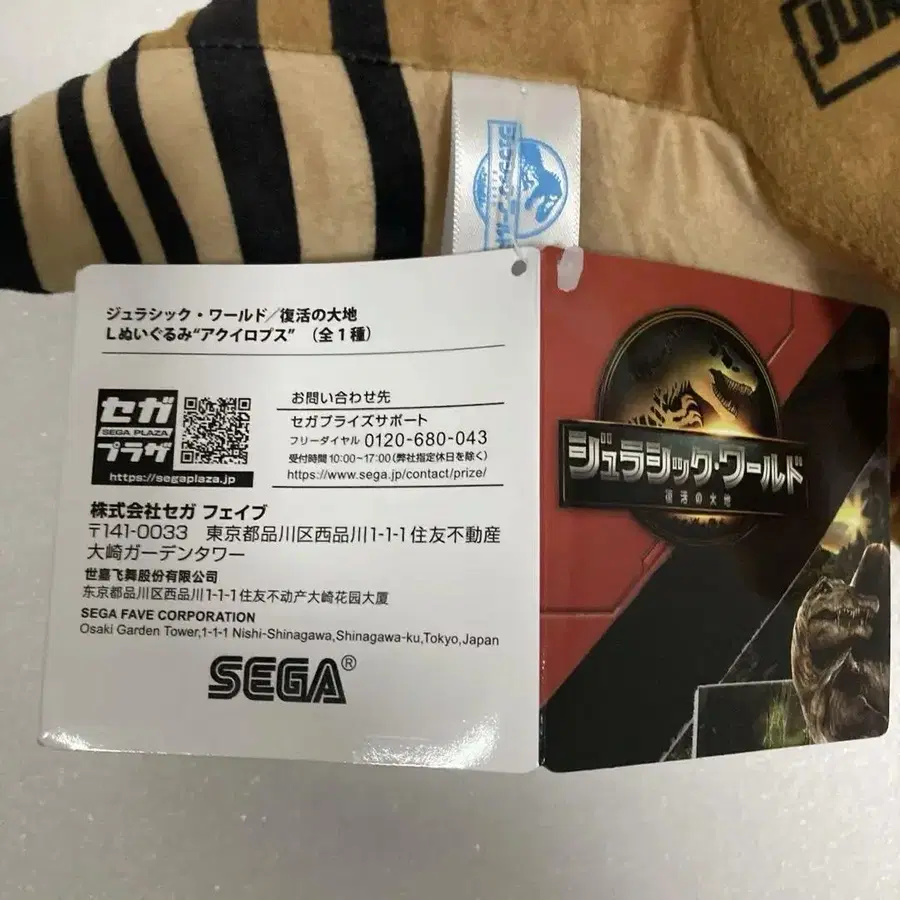 ジュラシック・ワールド／復活の大地
Lぬいぐるみ“アクイロプス” （全1種）
セガ
SEGA PLAZA
プラザ
https://segaplaza.jp
お問い合わせ先
セガプライズサポート
フリーダイヤル 0120-680-043
受付時間 10:00~17:00（弊社指定休日を除く）
https://www.sega.jp/contact/prize/
株式会社セガ フェイブ
〒141-0033 東京都品川区西品川1-1-1住友不動産
大崎ガーデンタワー
世嘉飞舞股份有限公司
东京都品川区西品川1-1-1住友不动产大崎花园大厦
SEGA FAVE CORPORATION
Osaki Garden Tower,1-1-1 Nishi-Shinagawa,Shinagawa-ku,Tokyo,Japan
SEGA®
ジュラシック・ワールド
復活の大地